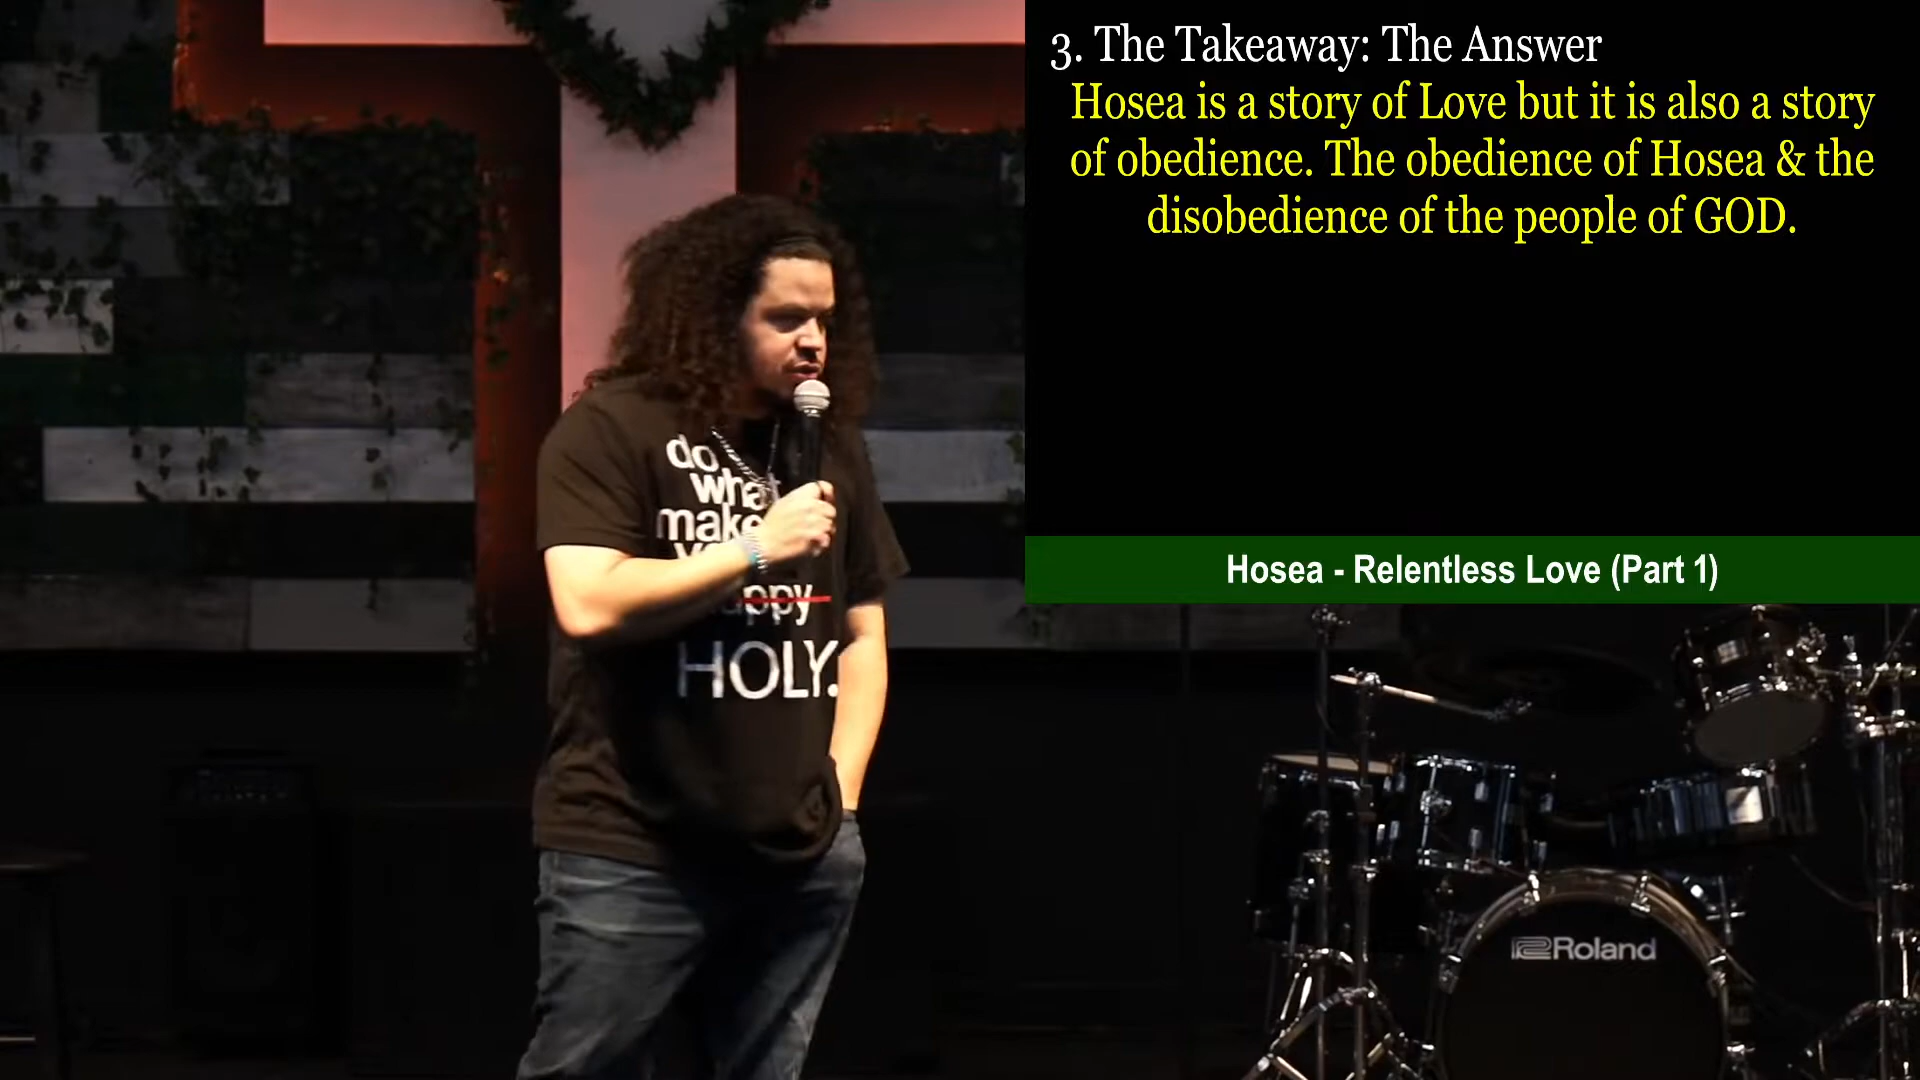 3. The Takeaway: The Answer
Hosea is a story of Love but it is also a story
of obedience. The obedience of Hosea & the
disobedience of the people of GOD.
Hosea - Relentless Love (Part 1)
do
what
make
HOLY.
Roland